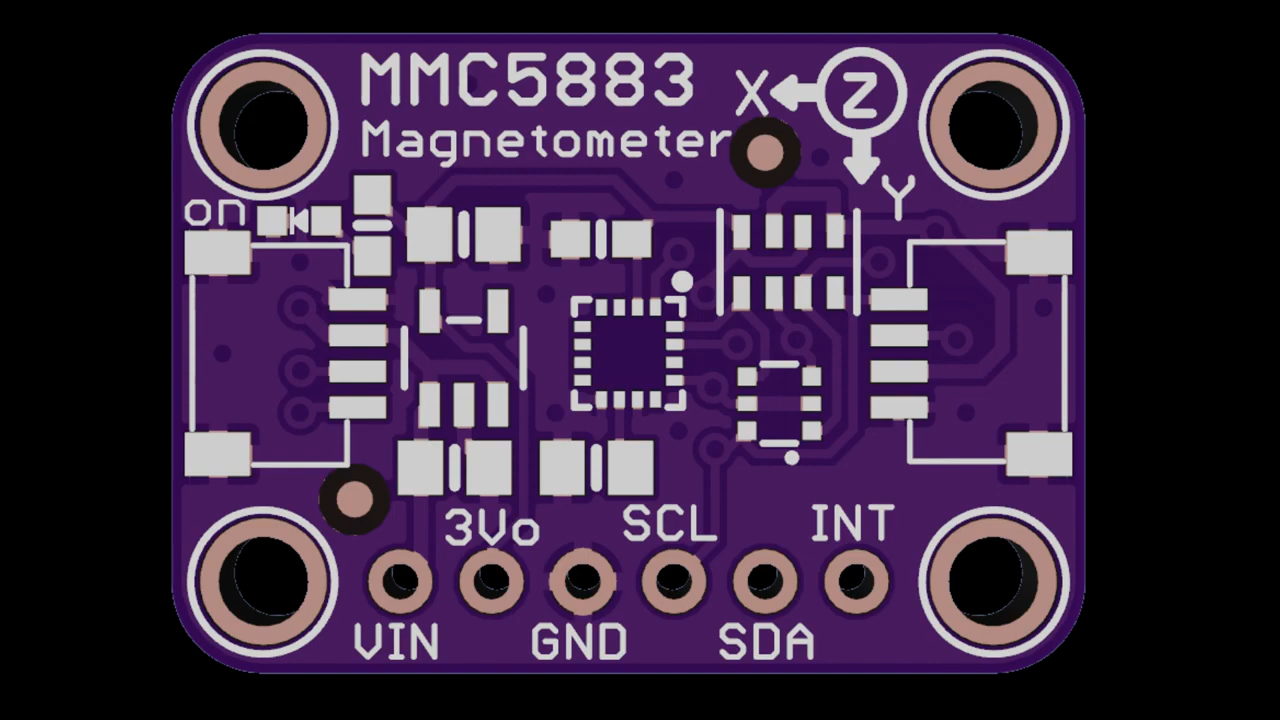 MMC5883
Magnetometer
X
Z
Y
on
3Vo
SCL
INT
VIN
GND
SDA